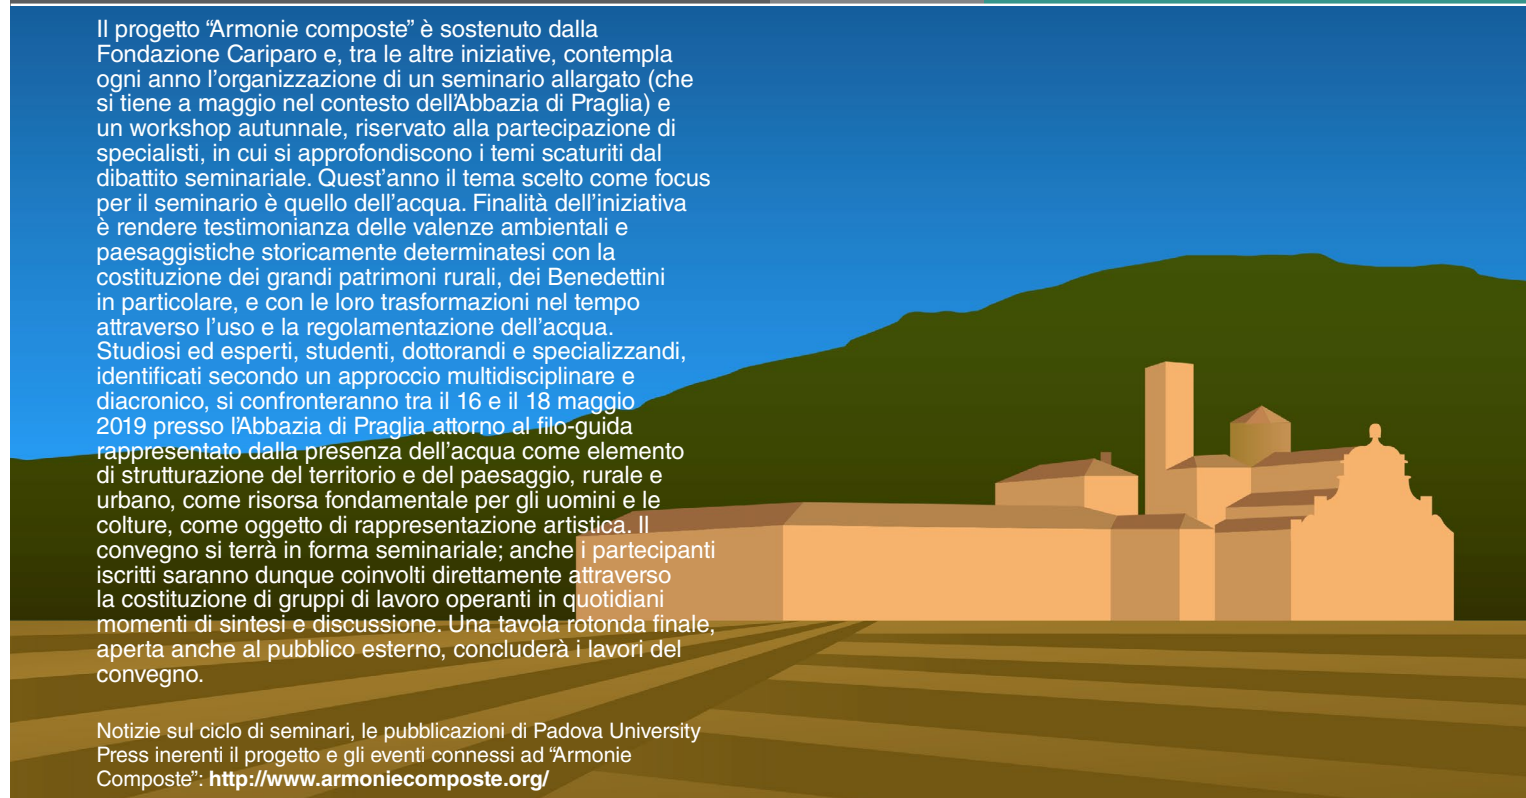 Il progetto “Armonie composte” è sostenuto dalla
Fondazione Cariparo e, tra le altre iniziative, contempla
ogni anno l’organizzazione di un seminario allargato (che
si tiene a maggio nel contesto dell’Abbazia di Praglia) e
un workshop autunnale, riservato alla partecipazione di
specialisti, in cui si approfondiscono i temi scaturiti dal
dibattito seminariale. Quest’anno il tema scelto come focus
per il seminario è quello dell’acqua. Finalità dell’iniziativa
è rendere testimonianza delle valenze ambientali e
paesaggistiche storicamente determinatesi con la
costituzione dei grandi patrimoni rurali, dei Benedettini
in particolare, e con le loro trasformazioni nel tempo
attraverso l’uso e la regolamentazione dell’acqua.
Studiosi ed esperti, studenti, dottorandi e specializzandi,
identificati secondo un approccio multidisciplinare e
diacronico, si confronteranno tra il 16 e il 18 maggio
2019 presso l’Abbazia di Praglia attorno al filo-guida
rappresentato dalla presenza dell’acqua come elemento
di strutturazione del territorio e del paesaggio, rurale e
urbano, come risorsa fondamentale per gli uomini e le
colture, come oggetto di rappresentazione artistica. Il
convegno si terrà in forma seminariale; anche i partecipanti
iscritti saranno dunque coinvolti direttamente attraverso
la costituzione di gruppi di lavoro operanti in quotidiani
momenti di sintesi e discussione. Una tavola rotonda finale,
aperta anche al pubblico esterno, concluderà i lavori del
convegno.
Notizie sul ciclo di seminari, le pubblicazioni di Padova University
Press inerenti il progetto e gli eventi connessi ad “Armonie
Composte”: http://www.armoniecomposte.org/